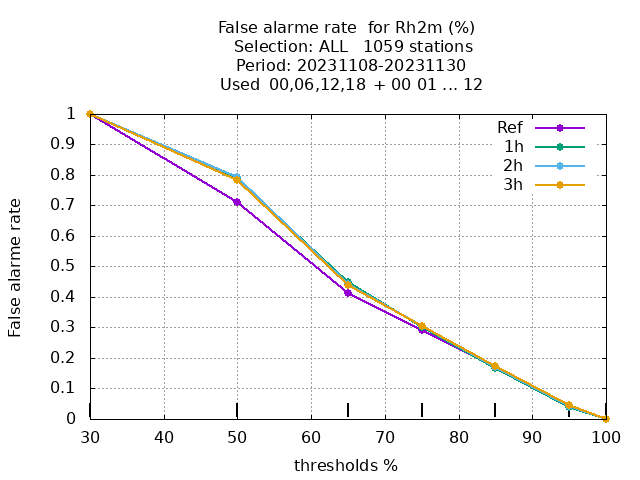 False alarme rate  for Rh2m (%)
Selection: ALL   1059 stations
Period: 20231108-20231130
Used  00,06,12,18  + 00 01 ... 12
Ref
1h
2h
3h
1
0.9
0.8
0.7
0.6
0.5
0.4
0.3
0.2
0.1
0
False alarme rate
30 40 50 60 70 80 90 100
thresholds %